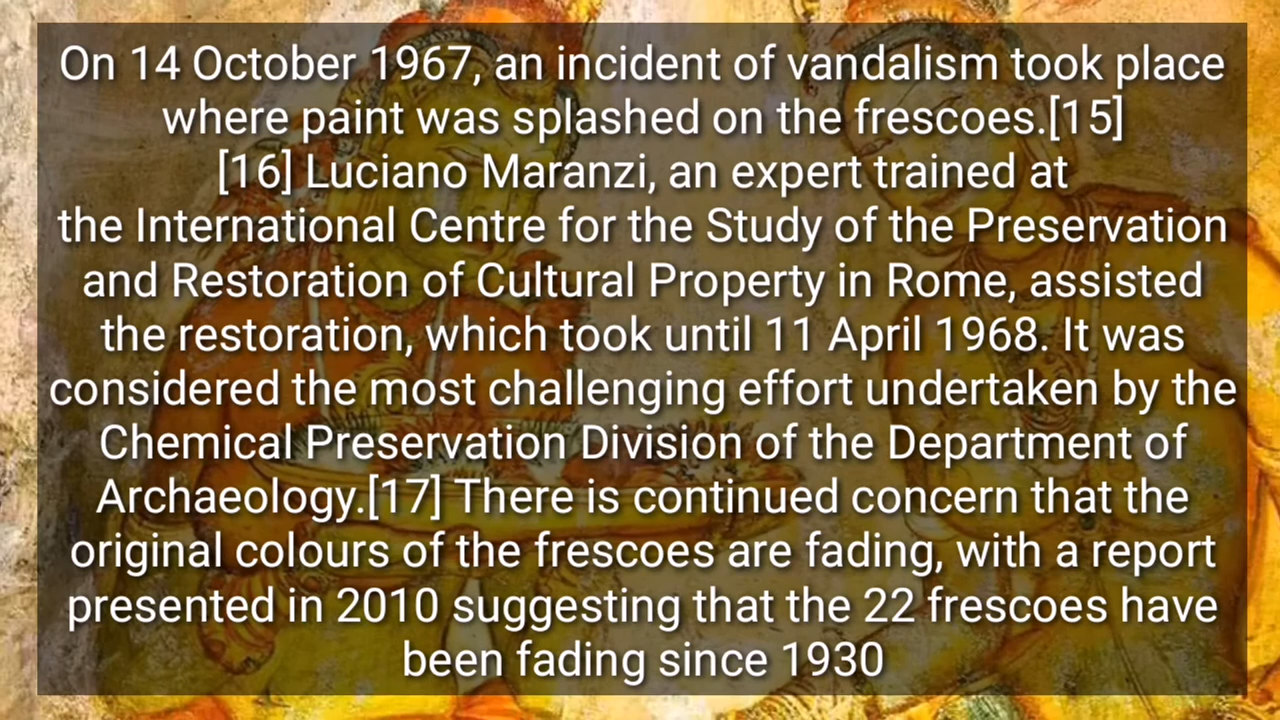 On 14 October 1967, an incident of vandalism took place
where paint was splashed on the frescoes.[15]
[16] Luciano Maranzi, an expert trained at
the International Centre for the Study of the Preservation
and Restoration of Cultural Property in Rome, assisted
the restoration, which took until 11 April 1968. It was
considered the most challenging effort undertaken by the
Chemical Preservation Division of the Department of
Archaeology.[17] There is continued concern that the
original colours of the frescoes are fading, with a report
presented in 2010 suggesting that the 22 frescoes have
been fading since 1930